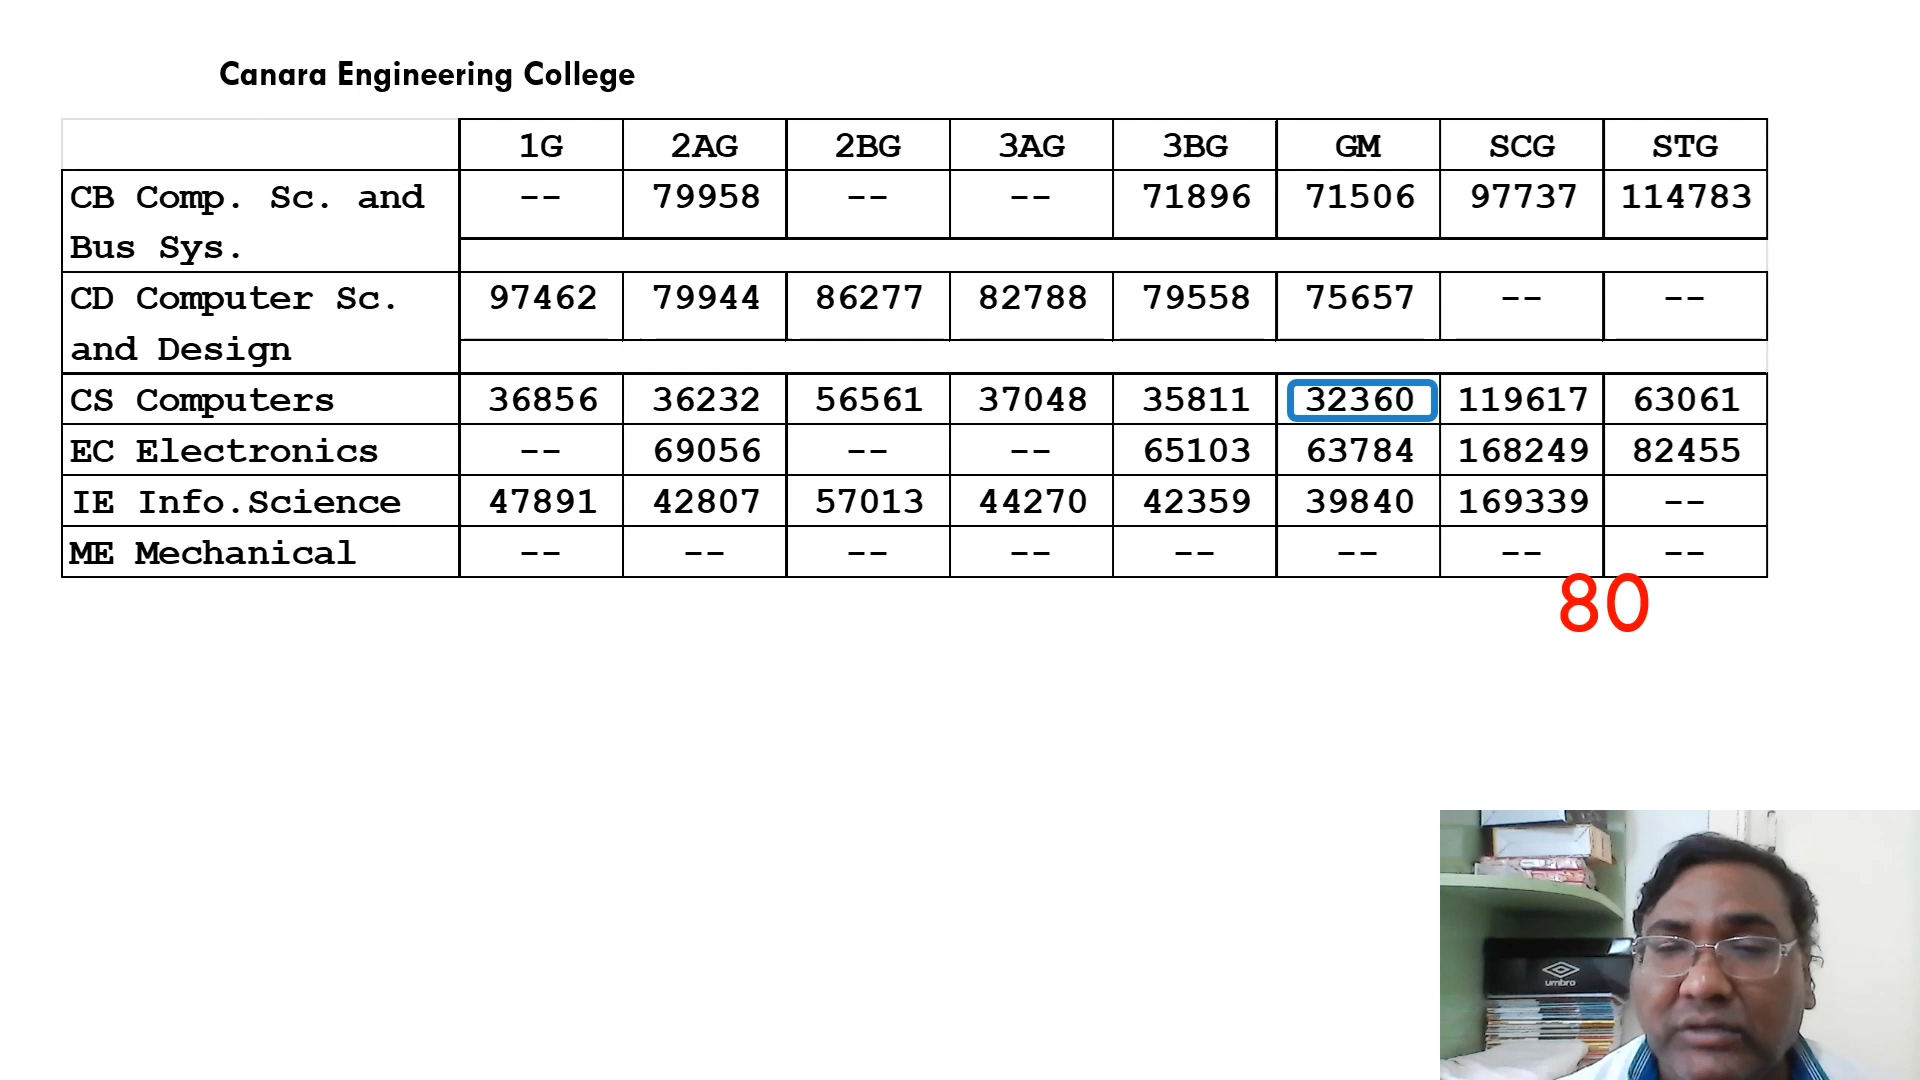 Canara Engineering College
1G 2AG 2BG 3AG 3BG GM SCG STG
CB Comp. Sc. and Bus Sys. -- 79958 -- -- 71896 71506 97737 114783
CD Computer Sc. and Design 97462 79944 86277 82788 79558 75657 -- --
CS Computers 36856 36232 56561 37048 35811 32360 119617 63061
EC Electronics -- 69056 -- -- 65103 63784 168249 82455
IE Info.Science 47891 42807 57013 44270 42359 39840 169339 --
ME Mechanical -- -- -- -- -- -- -- --
80
umbro